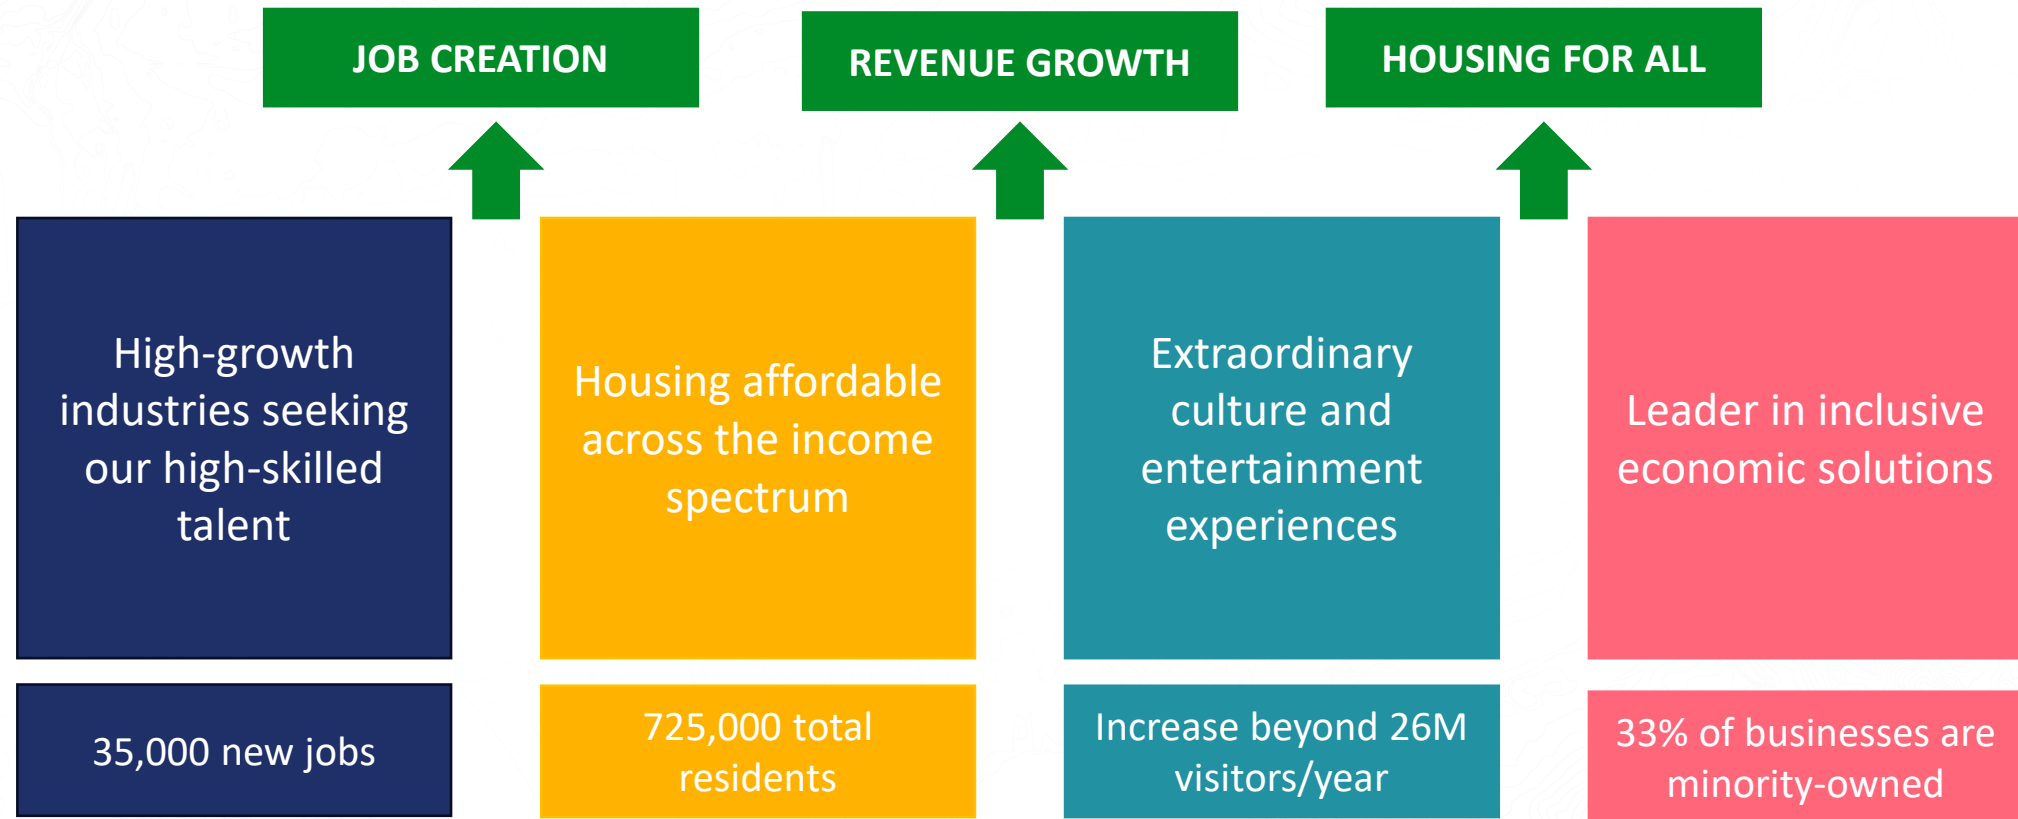 JOB CREATION
REVENUE GROWTH
HOUSING FOR ALL
High-growth
industries seeking
our high-skilled
talent
Housing affordable
across the income
spectrum
Extraordinary
culture and
entertainment
experiences
Leader in inclusive
economic solutions
35,000 new jobs
725,000 total
residents
Increase beyond 26M
visitors/year
33% of businesses are
minority-owned